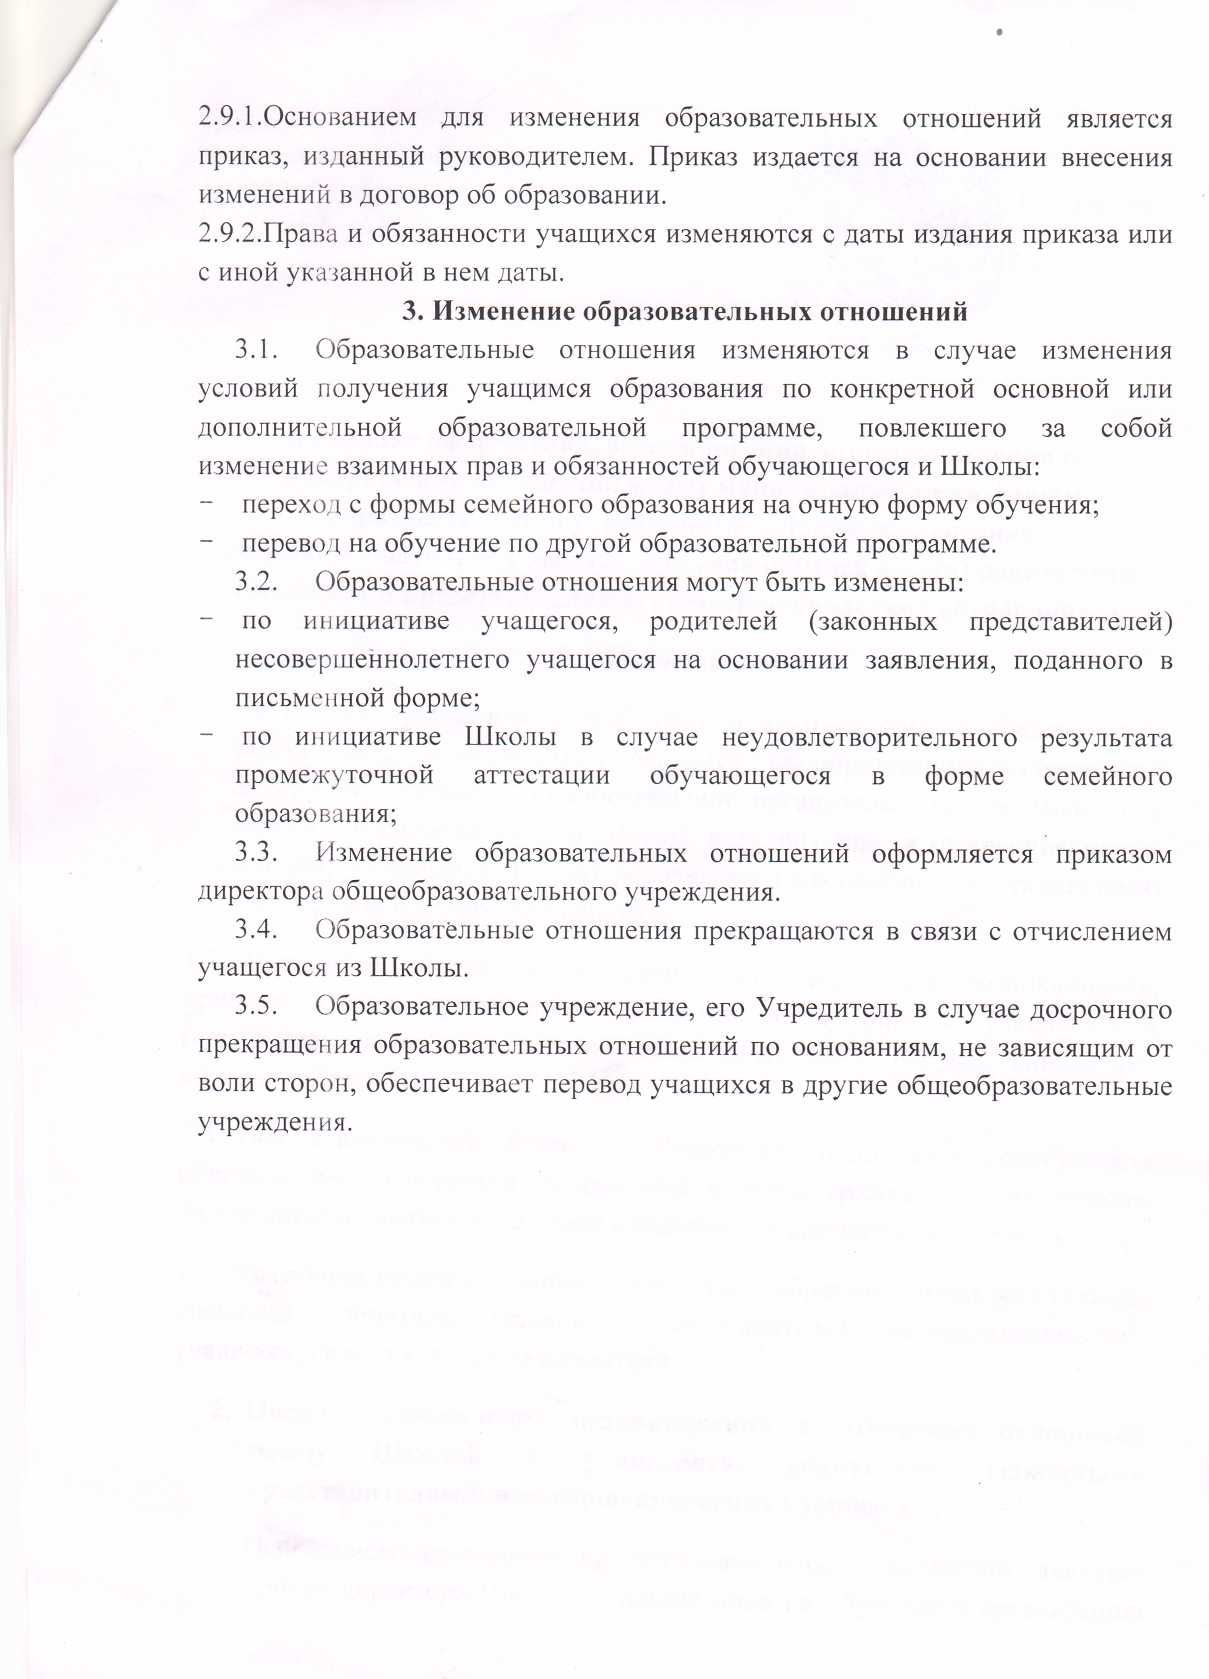 2.9.1.Основанием для изменения образовательных отношений является
приказ, изданный руководителем. Приказ издается на основании внесения
изменений в договор об образовании.
2.9.2.Права и обязанности учащихся изменяются с даты издания приказа или
с иной указанной в нем даты.
3. Изменение образовательных отношений
3.1. Образовательные отношения изменяются в случае изменения
условий получения учащимся образования по конкретной основной или
дополнительной образовательной программе, повлекшего за собой
изменение взаимных прав и обязанностей обучающегося и Школы:
− переход с формы семейного образования на очную форму обучения;
− перевод на обучение по другой образовательной программе.
3.2. Образовательные отношения могут быть изменены:
− по инициативе учащегося, родителей (законных представителей)
несовершеннолетнего учащегося на основании заявления, поданного в
письменной форме;
− по инициативе Школы в случае неудовлетворительного результата
промежуточной аттестации обучающегося в форме семейного
образования;
3.3. Изменение образовательных отношений оформляется приказом
директора общеобразовательного учреждения.
3.4. Образовательные отношения прекращаются в связи с отчислением
учащегося из Школы.
3.5. Образовательное учреждение, его Учредитель в случае досрочного
прекращения образовательных отношений по основаниям, не зависящим от
воли сторон, обеспечивает перевод учащихся в другие общеобразовательные
учреждения.